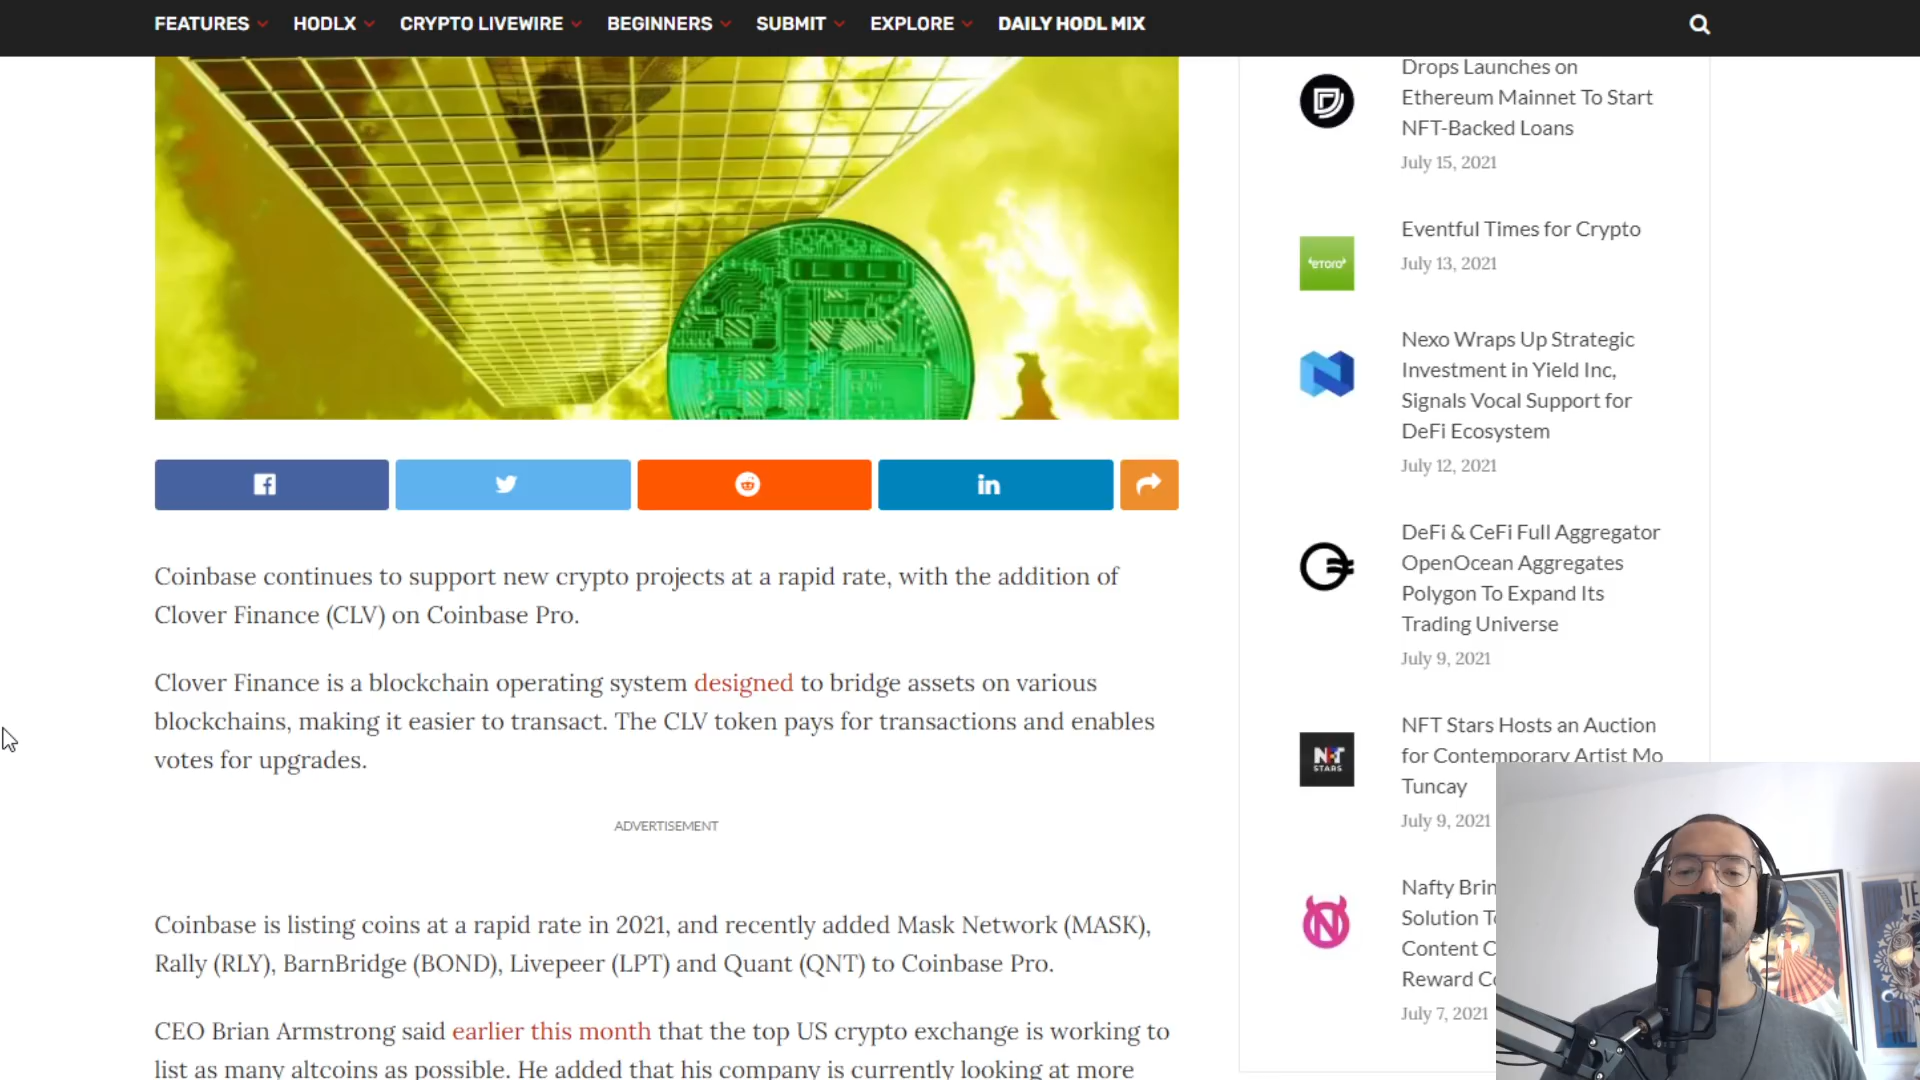 FEATURES HODLX CRYPTO LIVEWIRE BEGINNERS SUBMIT EXPLORE DAILY HODL MIX
Coinbase continues to support new crypto projects at a rapid rate, with the addition of
Clover Finance (CLV) on Coinbase Pro.
Clover Finance is a blockchain operating system designed to bridge assets on various
blockchains, making it easier to transact. The CLV token pays for transactions and enables
votes for upgrades.
ADVERTISEMENT
Coinbase is listing coins at a rapid rate in 2021, and recently added Mask Network (MASK),
Rally (RLY), BarnBridge (BOND), Livepeer (LPT) and Quant (QNT) to Coinbase Pro.
CEO Brian Armstrong said earlier this month that the top US crypto exchange is working to
list as many altcoins as possible. He added that his company is currently looking at more
Drops Launches on
Ethereum Mainnet To Start
NFT-Backed Loans
July 15, 2021
eToro
Eventful Times for Crypto
July 13, 2021
Nexo Wraps Up Strategic
Investment in Yield Inc,
Signals Vocal Support for
DeFi Ecosystem
July 12, 2021
DeFi & CeFi Full Aggregator
OpenOcean Aggregates
Polygon To Expand Its
Trading Universe
July 9, 2021
NFT
STARS
NFT Stars Hosts an Auction
for Contemporary Artist Mo
Tuncay
July 9, 2021
Nafty Brin
Solution T
Content C
Reward C
July 7, 2021